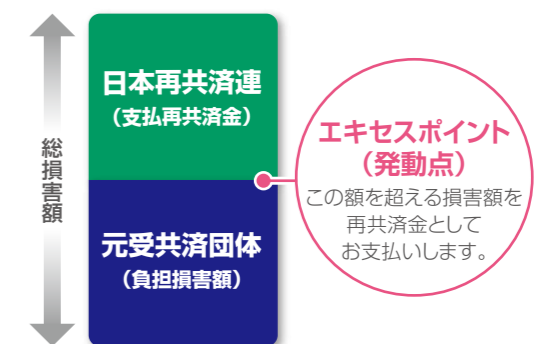 総損害額
日本再共済連
（支払再共済金）
元受共済団体
（負担損害額）
エキセスポイント
（発動点）
この額を超える損害額を
再共済金として
お支払いします。